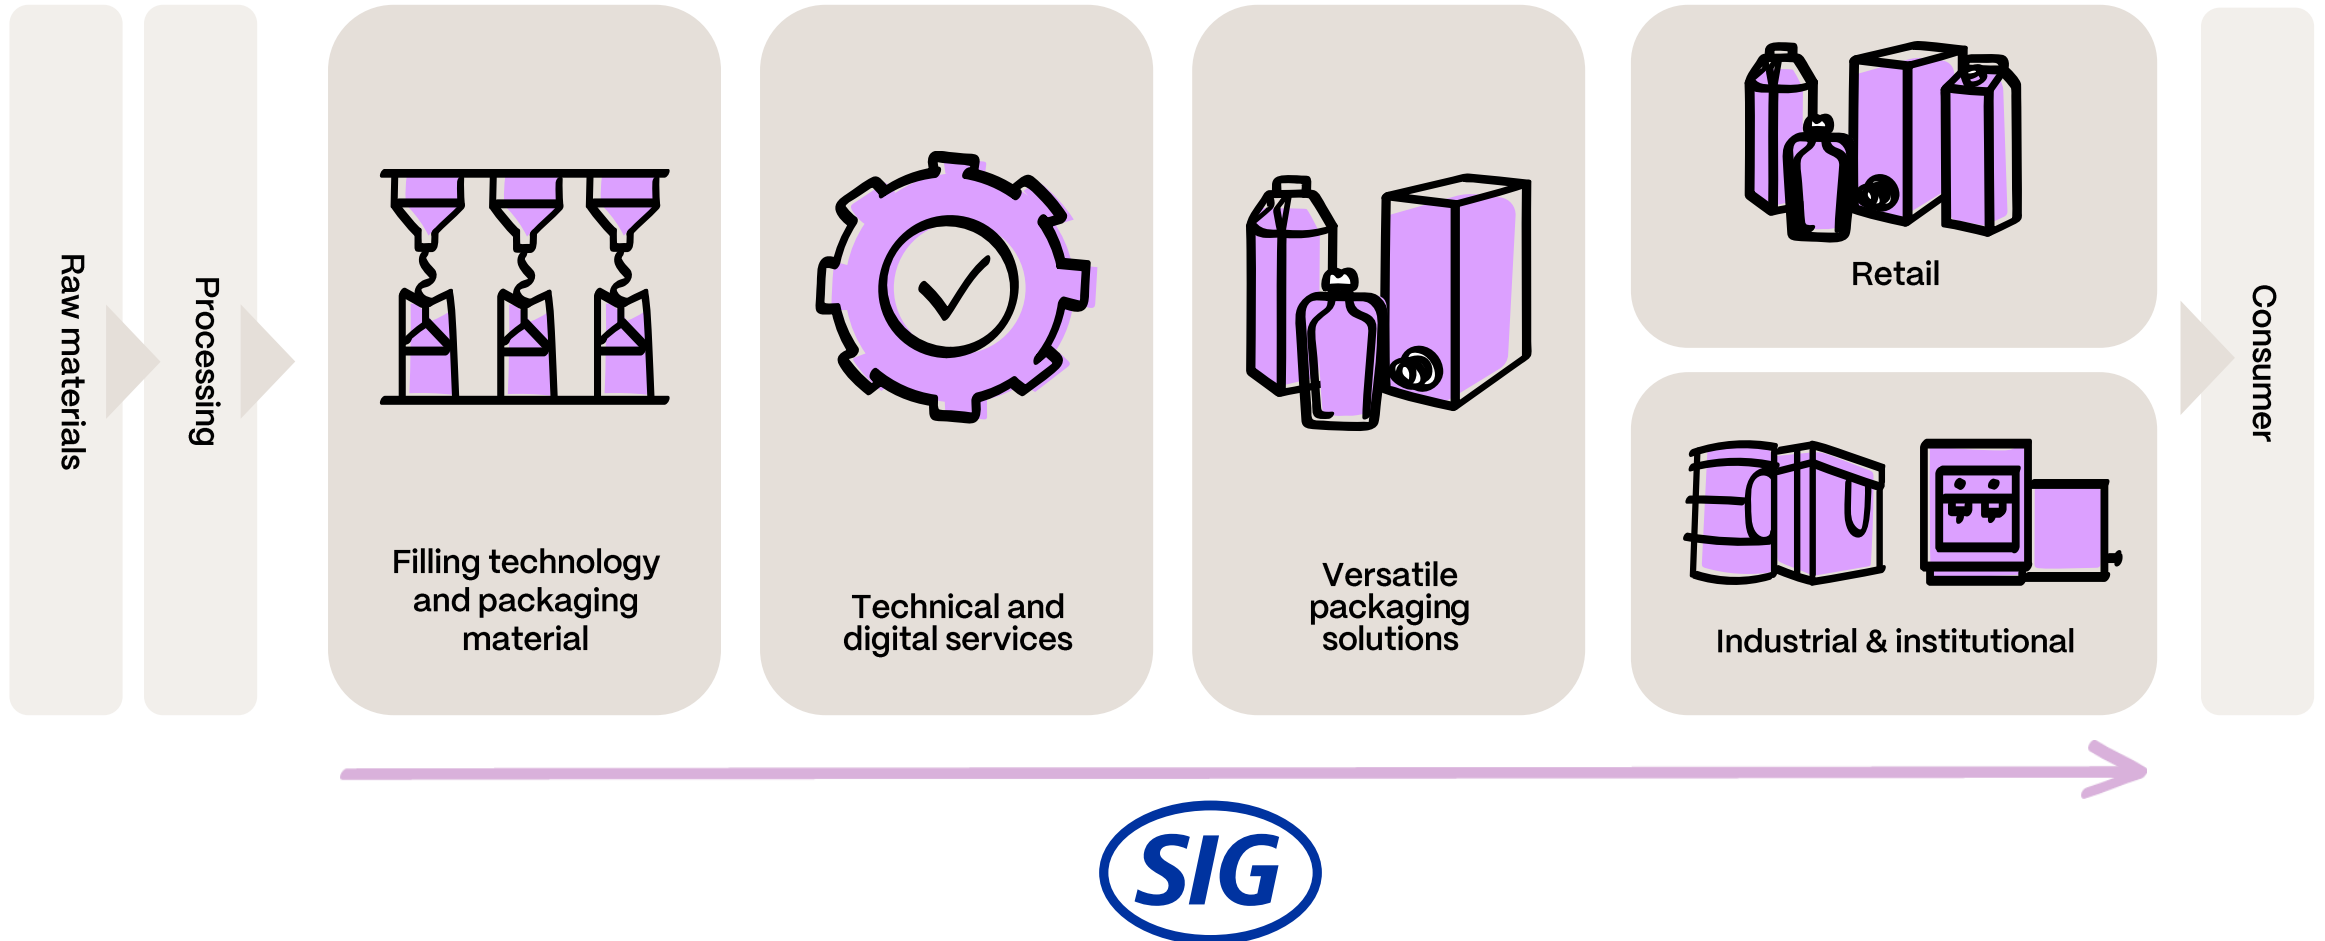 Raw materials
Processing
Filling technology
and packaging
material
Technical and
digital services
Versatile
packaging
solutions
Retail
Industrial & institutional
Consumer
SIG